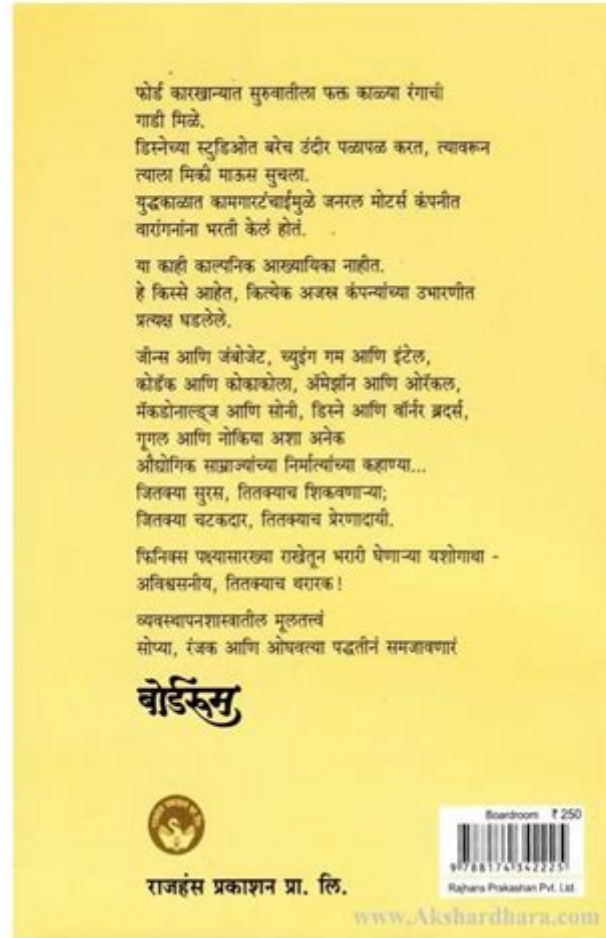 फोर्ड कारखान्यात सुरुवातीला फक्त काळ्या रंगाची
गाडी मिळे.
डिस्नेच्या स्टुडिओत बरेच उंदीर पळापळ करत, त्यावरून
त्याला मिकी माऊस सुचला.
युद्धकाळात कामगारटंचाईमुळे जनरल मोटर्स कंपनीत
वारांगनांना भरती केलं होतं.
या काही काल्पनिक आख्यायिका नाहीत.
हे किस्से आहेत, कित्येक अजस्र कंपन्यांच्या उभारणीत
प्रत्यक्ष घडलेले.
जीन्स आणि जंबोजेट, च्युइंग गम आणि इंटेल,
कोडॅक आणि कोकाकोला, ॲमेझॉन आणि ओरॅकल,
मॅकडोनाल्ड्ज आणि सोनी, डिस्ने आणि वॉर्नर ब्रदर्स,
गूगल आणि नोकिया अशा अनेक
औद्योगिक साम्राज्यांच्या निर्मात्यांच्या कहाण्या...
जितक्या सुरस, तितक्याच शिकवणाऱ्या;
जितक्या चटकदार, तितक्याच प्रेरणादायी.
फिनिक्स पक्ष्यासारख्या राखेतून भरारी घेणाऱ्या यशोगाथा -
अविश्वसनीय, तितक्याच थरारक!
व्यवस्थापनशास्त्रातील मूलतत्त्वं
सोप्या, रंजक आणि ओघवत्या पद्धतीनं समजावणारं
बोर्डरूम
Boardroom ₹ 250
9 788174 342225
Rajhans Prakashan Pvt. Ltd.
राजहंस प्रकाशन प्रा. लि.
www.Akshardhara.com